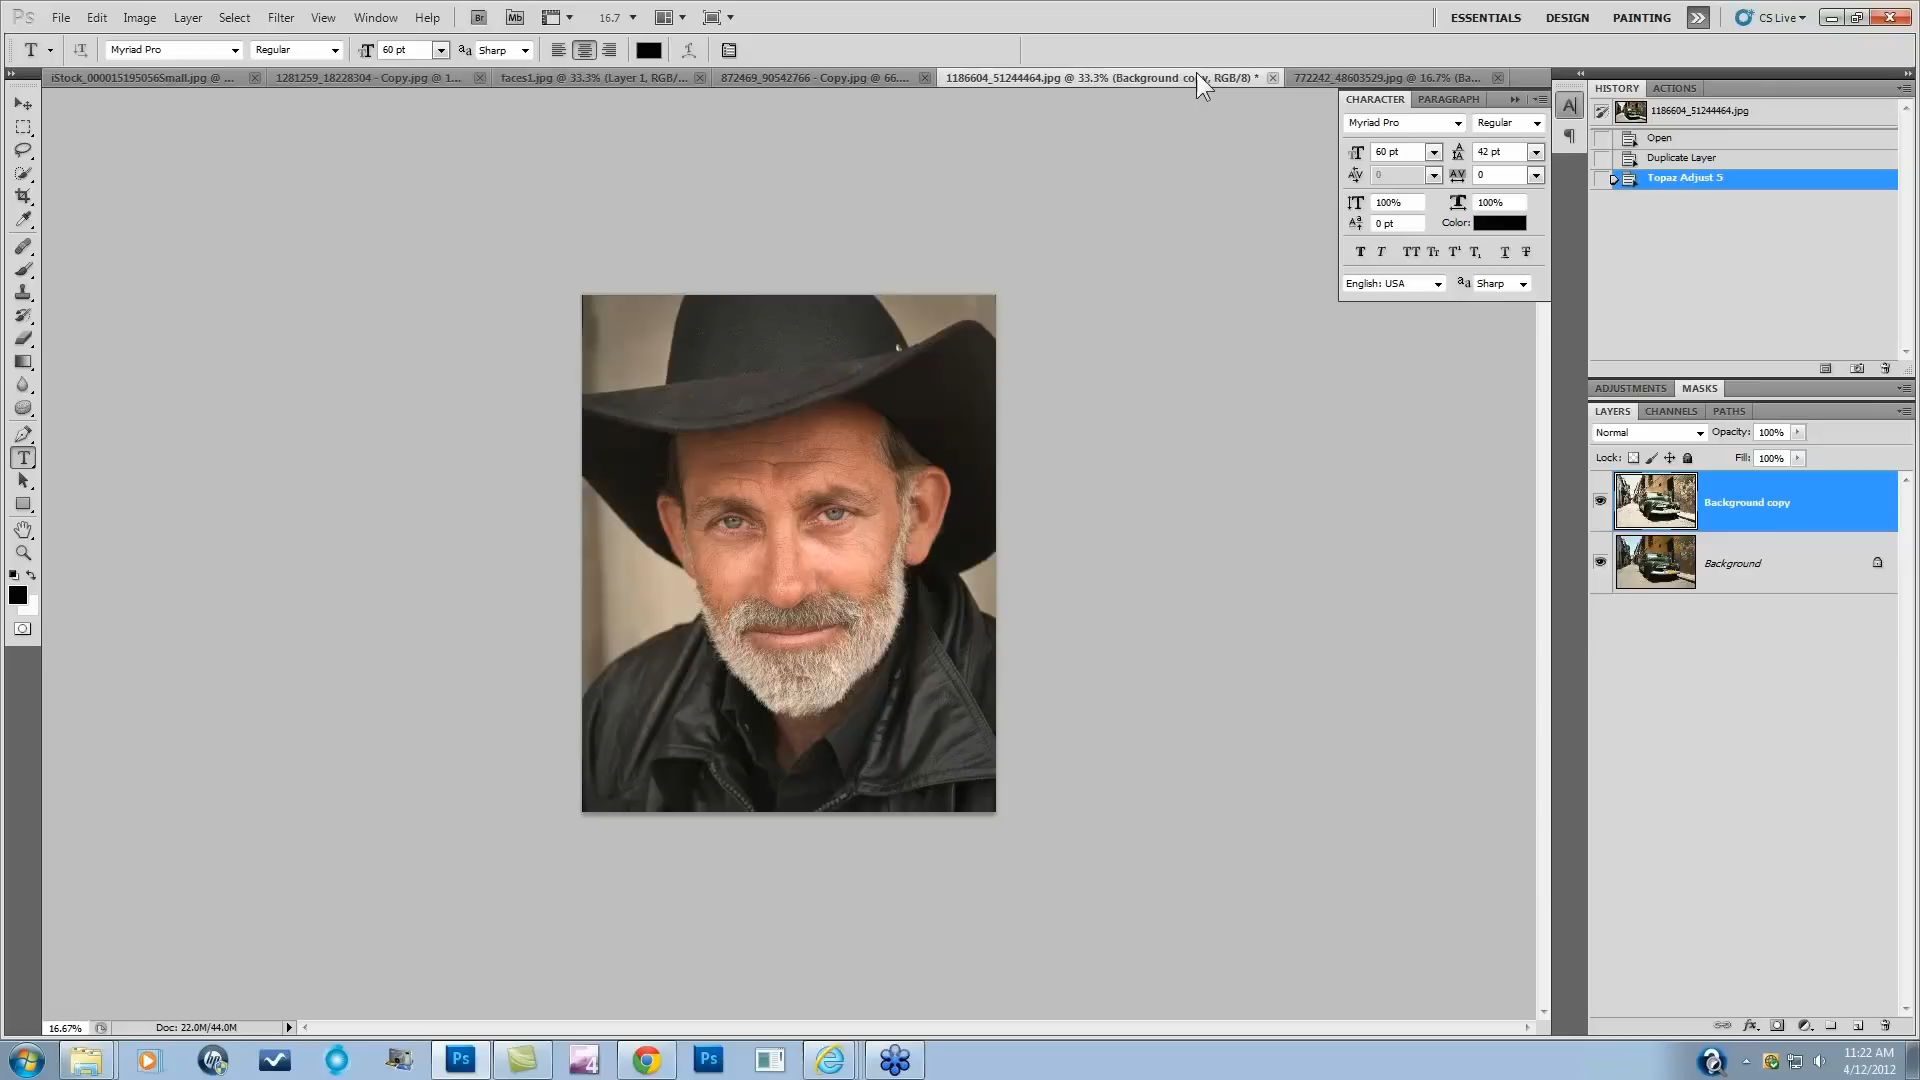 Ps File Edit Image Layer Select Filter View Window Help Br Mb 16.7 ESSENTIALS DESIGN PAINTING CS Live
T Myriad Pro Regular 60 pt Sharp
iStock_000015195056Small.jpg @ ... 1281259_18228304 - Copy.jpg @ 1... faces1.jpg @ 33.3% (Layer 1, RGB/... 872469_90542766 - Copy.jpg @ 66.... 1186604_51244464.jpg @ 33.3% (Background copy, RGB/8) * 772242_48603529.jpg @ 16.7% (Ba...
CHARACTER PARAGRAPH
Myriad Pro Regular
60 pt 42 pt
0 0
100% 100%
0 pt Color:
T T TT Tr T¹ T₁ T T
English: USA aa Sharp
HISTORY ACTIONS
1186604_51244464.jpg
Open
Duplicate Layer
Topaz Adjust 5
ADJUSTMENTS MASKS
LAYERS CHANNELS PATHS
Normal Opacity: 100%
Lock: Fill: 100%
Background copy
Background
16.67% Doc: 22.0M/44.0M
11:22 AM
4/12/2012